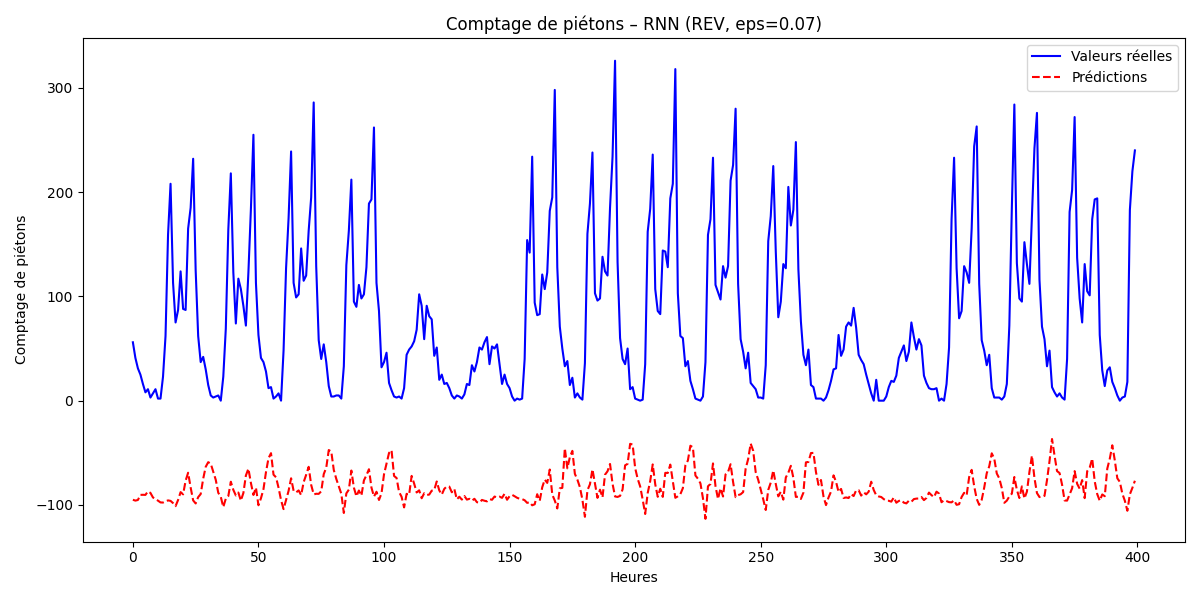 Comptage de piétons – RNN (REV, eps=0.07)
Valeurs réelles
Prédictions
Comptage de piétons
300
200
100
0
−100
0 50 100 150 200 250 300 350 400
Heures